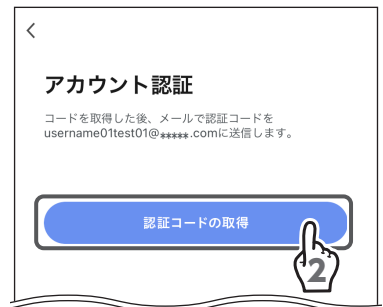 アカウント認証
コードを取得した後、メールで認証コードを
username01test01@*****.comに送信します。
認証コードの取得
2